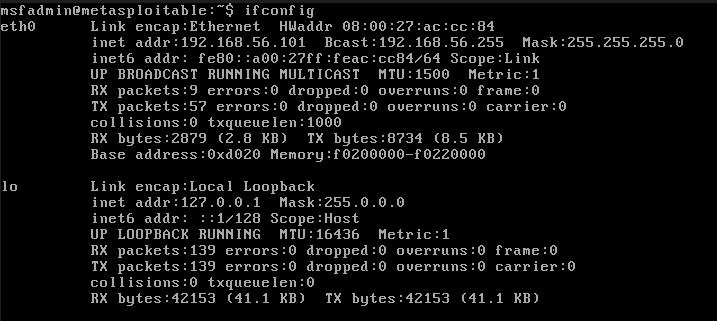 msfadmin@metasploitable:~$ ifconfig
eth0      Link encap:Ethernet  HWaddr 08:00:27:ac:cc:84
          inet addr:192.168.56.101  Bcast:192.168.56.255  Mask:255.255.255.0
          inet6 addr: fe80::a00:27ff:feac:cc84/64 Scope:Link
          UP BROADCAST RUNNING MULTICAST  MTU:1500  Metric:1
          RX packets:9 errors:0 dropped:0 overruns:0 frame:0
          TX packets:57 errors:0 dropped:0 overruns:0 carrier:0
          collisions:0 txqueuelen:1000
          RX bytes:2879 (2.8 KB)  TX bytes:8734 (8.5 KB)
          Base address:0xd020 Memory:f0200000-f0220000

lo        Link encap:Local Loopback
          inet addr:127.0.0.1  Mask:255.0.0.0
          inet6 addr: ::1/128 Scope:Host
          UP LOOPBACK RUNNING  MTU:16436  Metric:1
          RX packets:139 errors:0 dropped:0 overruns:0 frame:0
          TX packets:139 errors:0 dropped:0 overruns:0 carrier:0
          collisions:0 txqueuelen:0
          RX bytes:42153 (41.1 KB)  TX bytes:42153 (41.1 KB)